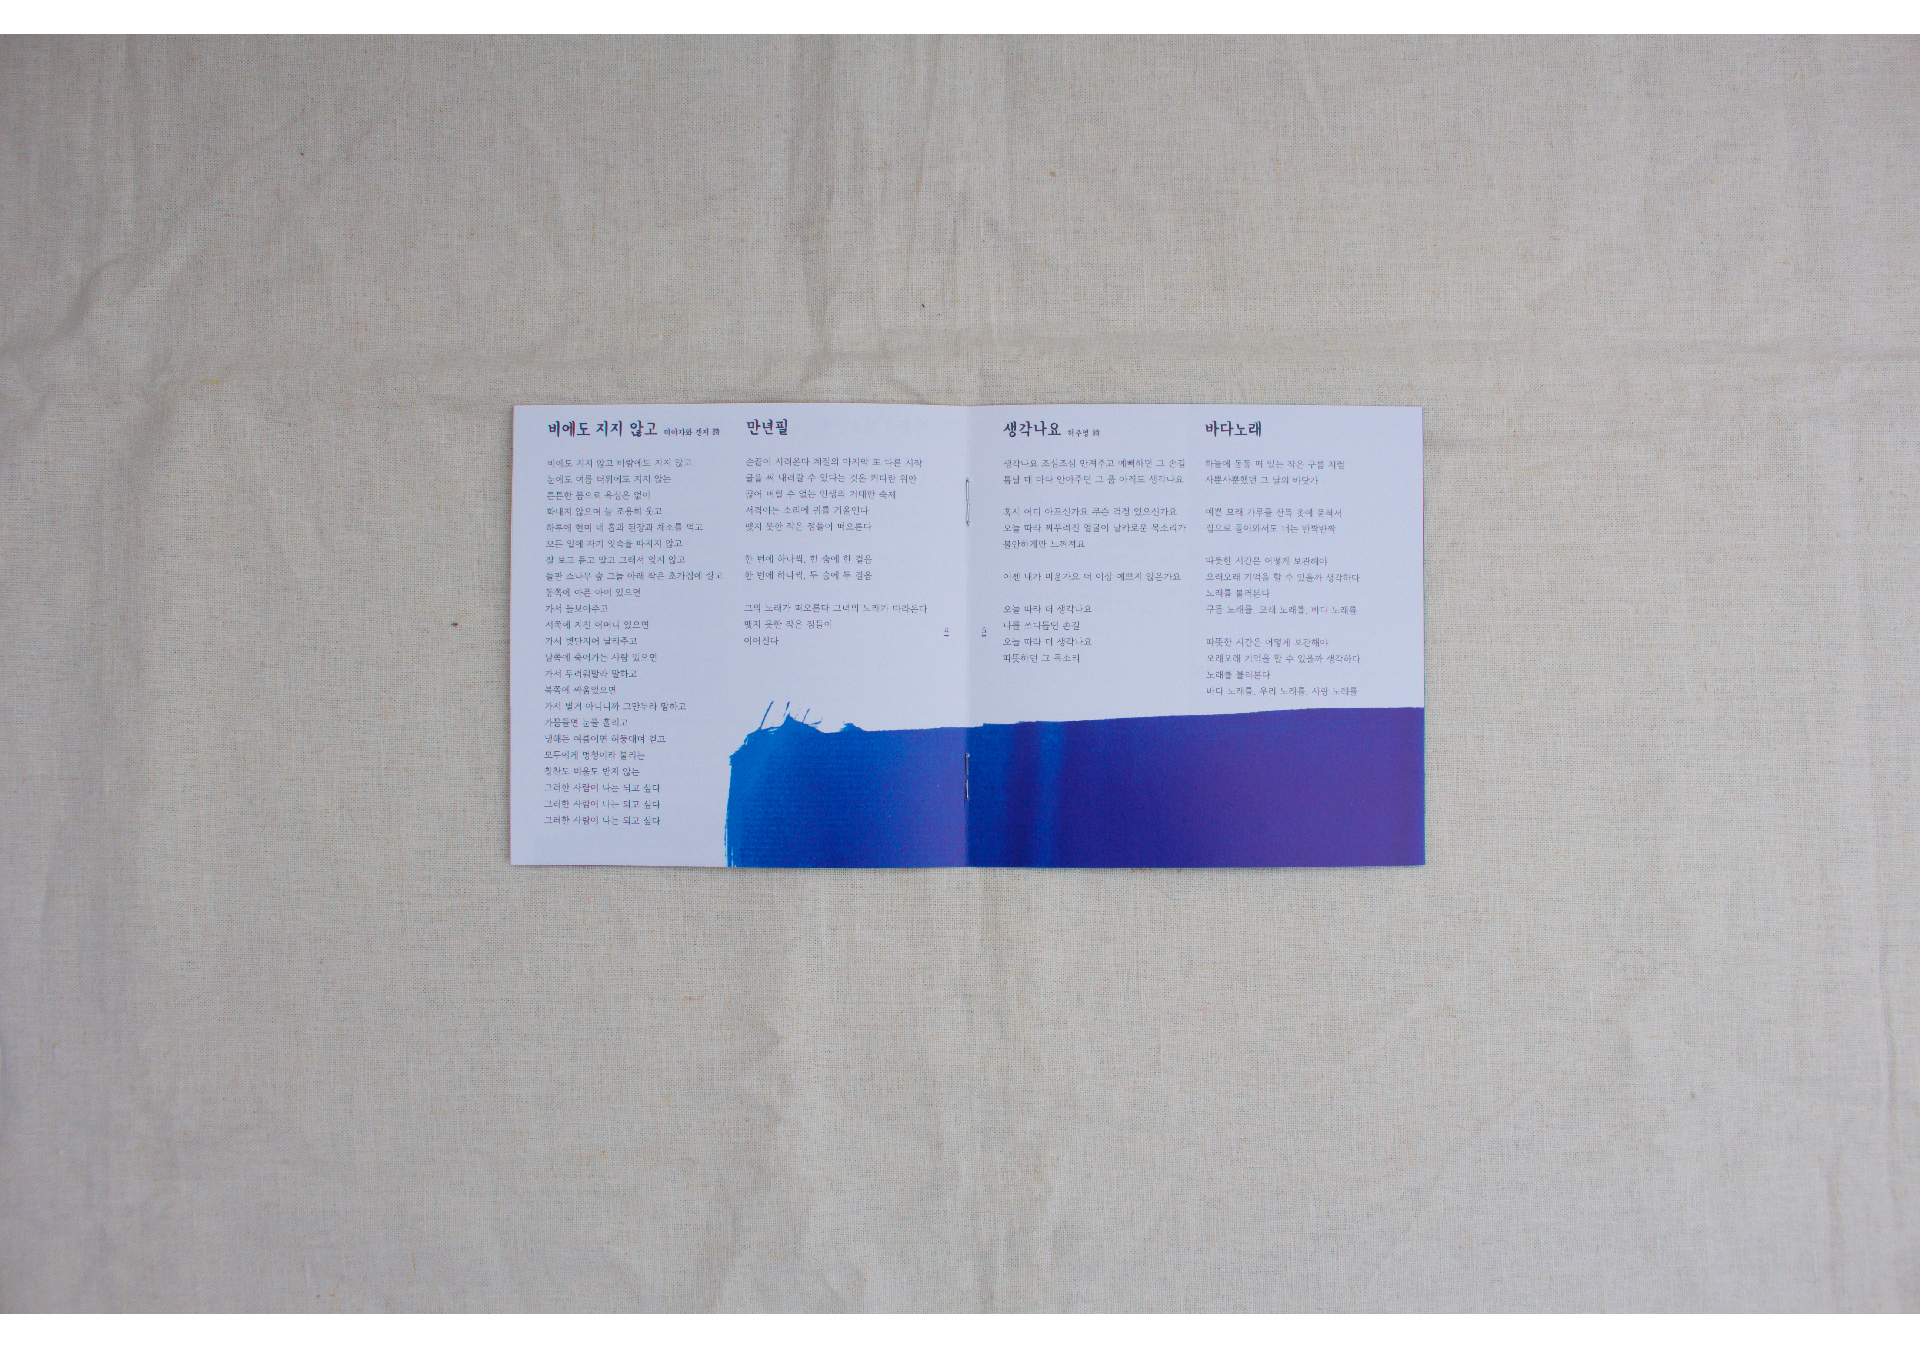 비에도 지지 않고 미야자와 겐지 詩
비에도 지지 않고 바람에도 지지 않고
눈에도 여름 더위에도 지지 않는
튼튼한 몸으로 욕심은 없이
화내지 않으며 늘 조용히 웃고
하루에 현미 네 홉과 된장과 채소를 먹고
모든 일에 자기 잇속을 따지지 않고
잘 보고 듣고 알고 그래서 잊지 않고
들판 소나무 숲 그늘 아래 작은 초가집에 살고
동쪽에 아픈 아이 있으면
가서 돌보아주고
서쪽에 지친 어머니 있으면
가서 볏단지어 날라주고
남쪽에 죽어가는 사람 있으면
가서 두려워말라 말하고
북쪽에 싸움있으면
가서 별거 아니니까 그만두라 말하고
가뭄들면 눈물 흘리고
냉해든 여름이면 허둥대며 걷고
모두에게 멍청이라 불리는
칭찬도 미움도 받지 않는
그러한 사람이 나는 되고 싶다
그러한 사람이 나는 되고 싶다
그러한 사람이 나는 되고 싶다
만년필
손끝이 시려온다 계절의 마지막 또 다른 시작
글을 써 내려갈 수 있다는 것은 커다란 위안
끊어 버릴 수 없는 인생의 거대한 숙제
서걱이는 소리에 귀를 기울인다
맺지 못한 작은 점들이 떠오른다
한 번에 하나씩, 한 숨에 한 걸음
한 번에 하나씩, 두 숨에 두 걸음
그의 노래가 떠오른다 그녀의 노래가 따라온다
맺지 못한 작은 점들이
이어진다
4
5
생각나요 허주영 詩
생각나요 조심조심 만져주고 예뻐하던 그 손길
틈날 때 마다 안아주던 그 품 아직도 생각나요
혹시 어디 아프신가요 무슨 걱정 있으신가요
오늘 따라 찌푸려진 얼굴이 날카로운 목소리가
불안하게만 느껴져요
이젠 내가 미운가요 더 이상 예쁘지 않은가요
오늘 따라 더 생각나요
나를 쓰다듬던 손길
오늘 따라 더 생각나요
따뜻하던 그 목소리
바다노래
하늘에 동동 떠 있는 작은 구름 처럼
사뿐사뿐했던 그 날의 바닷가
예쁜 모래 가루를 잔뜩 옷에 묻혀서
집으로 돌아와서도 너는 반짝반짝
따뜻한 시간은 어떻게 보관해야
오래오래 기억을 할 수 있을까 생각하다
노래를 불러본다
구름 노래를, 모래 노래를, 바다 노래를
따뜻한 시간은 어떻게 보관해야
오래오래 기억을 할 수 있을까 생각하다
노래를 불러본다
바다 노래를, 우리 노래를, 사랑 노래를